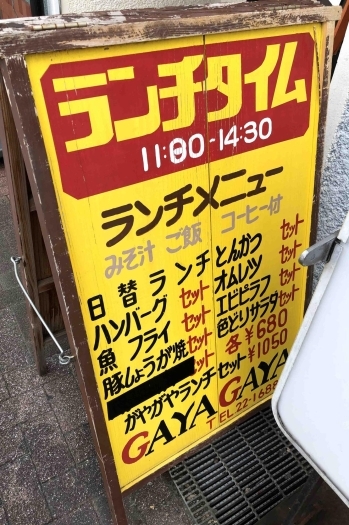 ランチタイム
11:00-14:30
ランチメニュー
みそ汁 ご飯 コーヒー付
日替ランチ
ハンバーグセット
魚フライセット
豚しょうが焼セット
とんかつセット
オムレツセット
エビピラフセット
色どりサラダセット
各¥680
がやがやランチセット¥1050
GAYA GAYA
TEL 22-1688